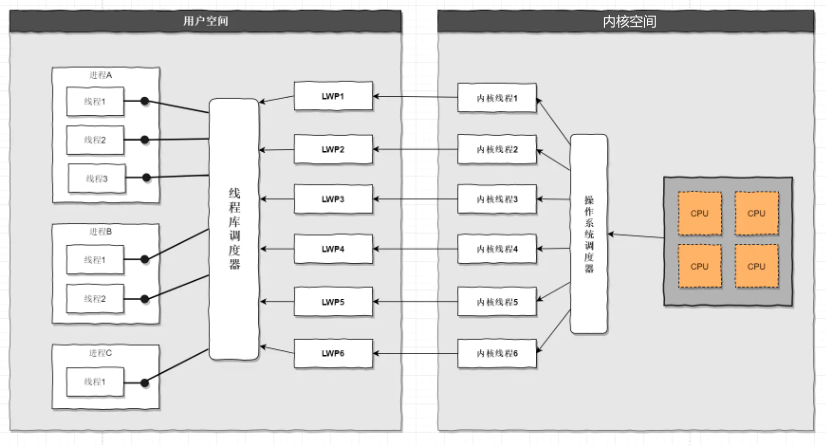 用户空间
内核空间
进程A
线程1
线程2
线程3
进程B
线程1
线程2
进程C
线程1
线程库调度器
LWP1
LWP2
LWP3
LWP4
LWP5
LWP6
内核线程1
内核线程2
内核线程3
内核线程4
内核线程5
内核线程6
操作系统调度器
CPU
CPU
CPU
CPU